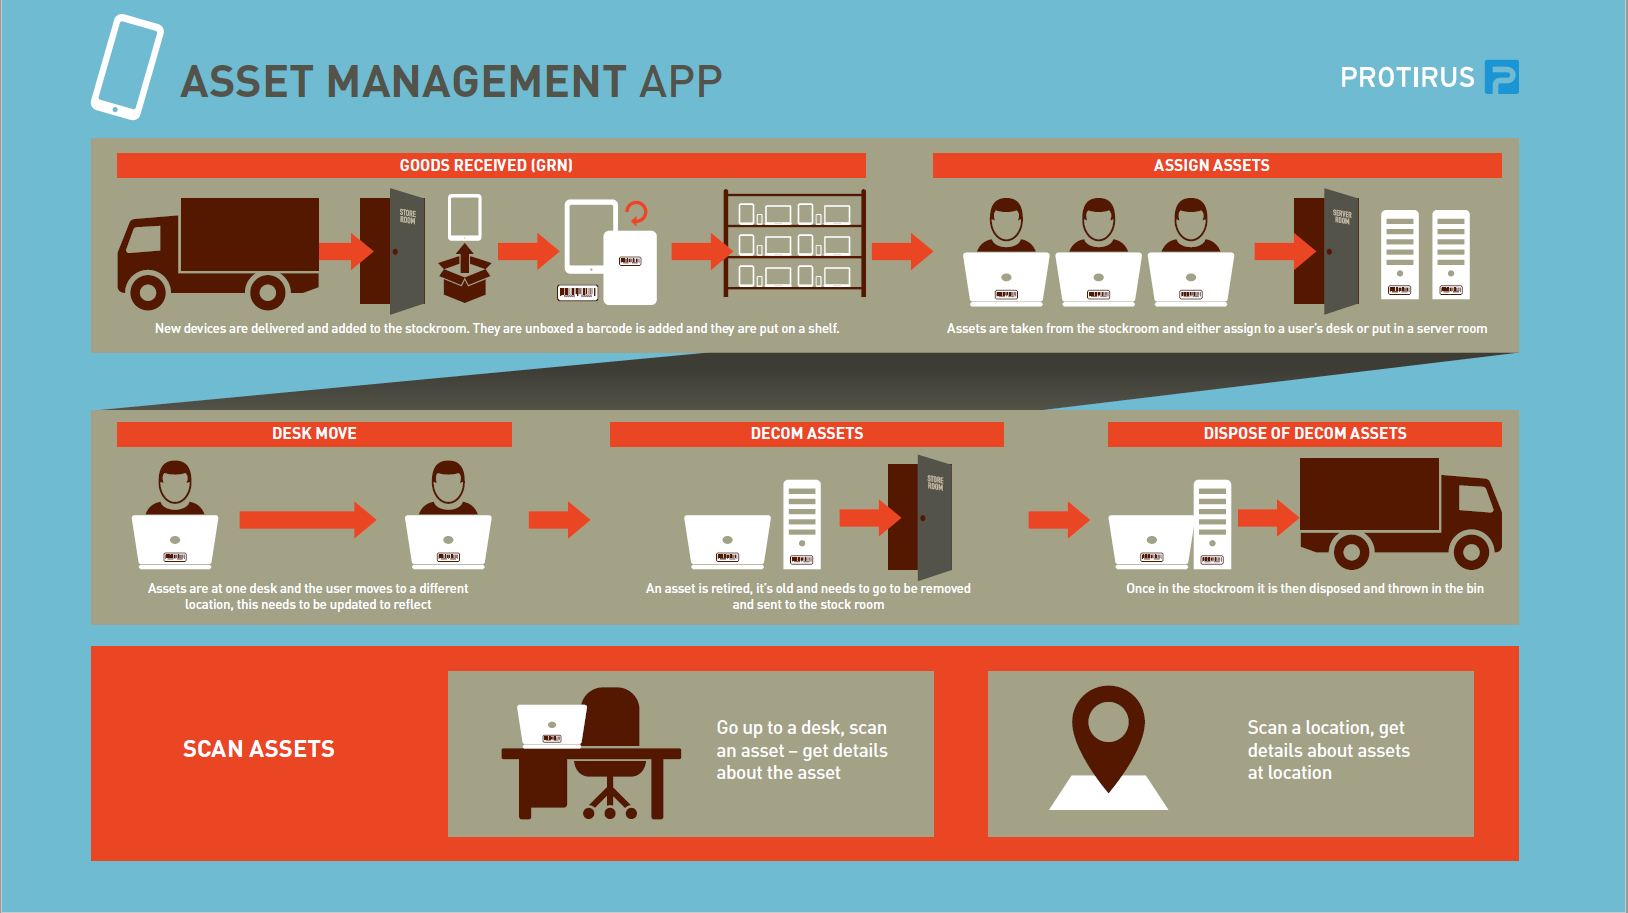 ASSET MANAGEMENT APP
PROTIRUS
GOODS RECEIVED (GRN)
ASSIGN ASSETS
STORE
ROOM
SERVER
ROOM
New devices are delivered and added to the stockroom. They are unboxed a barcode is added and they are put on a shelf.
Assets are taken from the stockroom and either assign to a user's desk or put in a server room
DESK MOVE
DECOM ASSETS
DISPOSE OF DECOM ASSETS
STORE
ROOM
Assets are at one desk and the user moves to a different
location, this needs to be updated to reflect
An asset is retired, it's old and needs to go to be removed
and sent to the stock room
Once in the stockroom it is then disposed and thrown in the bin
SCAN ASSETS
Go up to a desk, scan
an asset – get details
about the asset
Scan a location, get
details about assets
at location